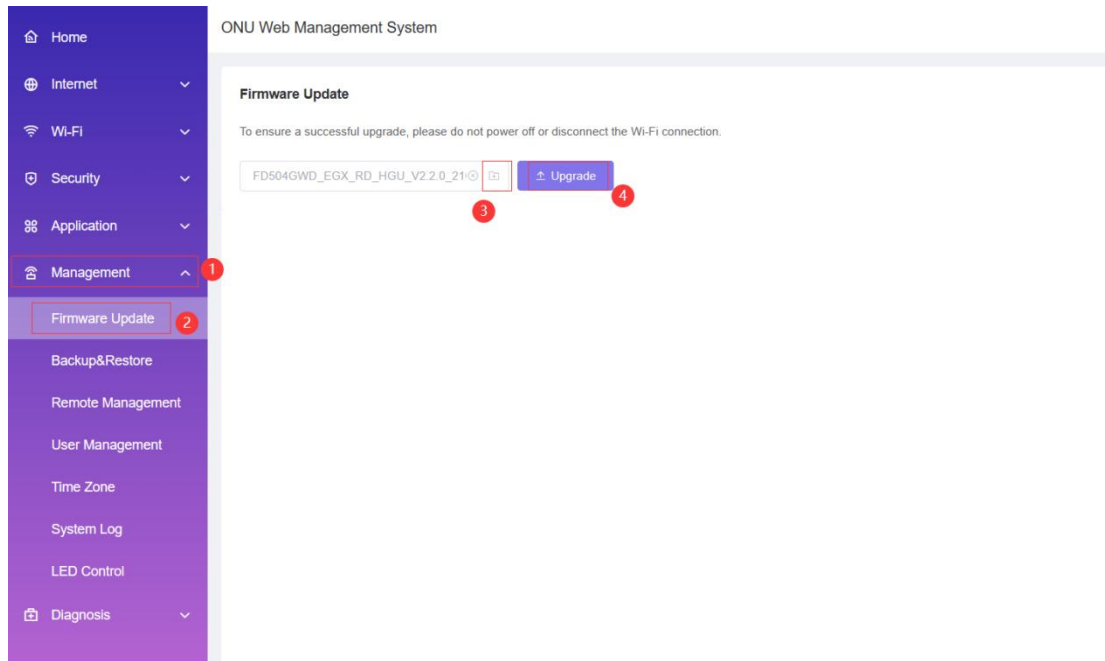 Home
ONU Web Management System
Internet
Wi-Fi
Security
Application
Management
1
Firmware Update
2
Backup&Restore
Remote Management
User Management
Time Zone
System Log
LED Control
Diagnosis
Firmware Update
To ensure a successful upgrade, please do not power off or disconnect the Wi-Fi connection.
FD504GWD_EGX_RD_HGU_V2.2.0_21 Upgrade
3
4